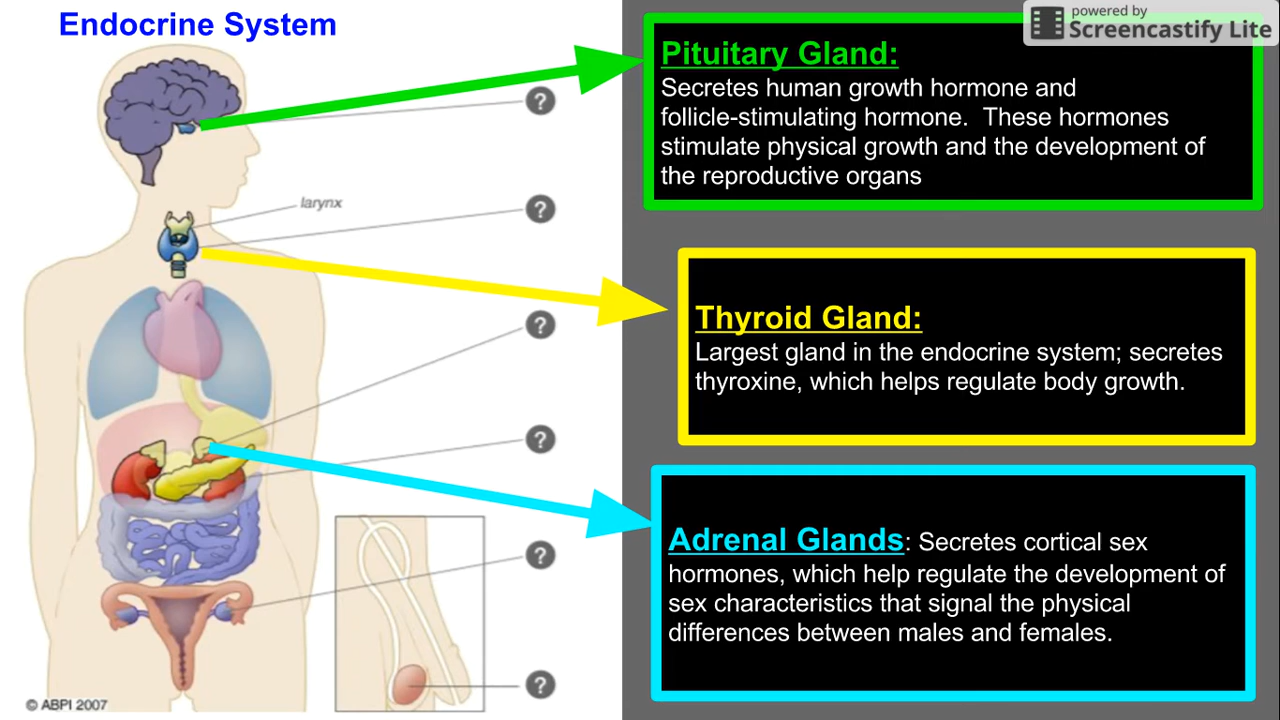 Endocrine System
powered by
Screencastify Lite
Pituitary Gland:
Secretes human growth hormone and
follicle-stimulating hormone.  These hormones
stimulate physical growth and the development of
the reproductive organs
?
larynx
?
Thyroid Gland:
Largest gland in the endocrine system; secretes
thyroxine, which helps regulate body growth.
?
?
Adrenal Glands: Secretes cortical sex
hormones, which help regulate the development of
sex characteristics that signal the physical
differences between males and females.
?
?
© ABPI 2007